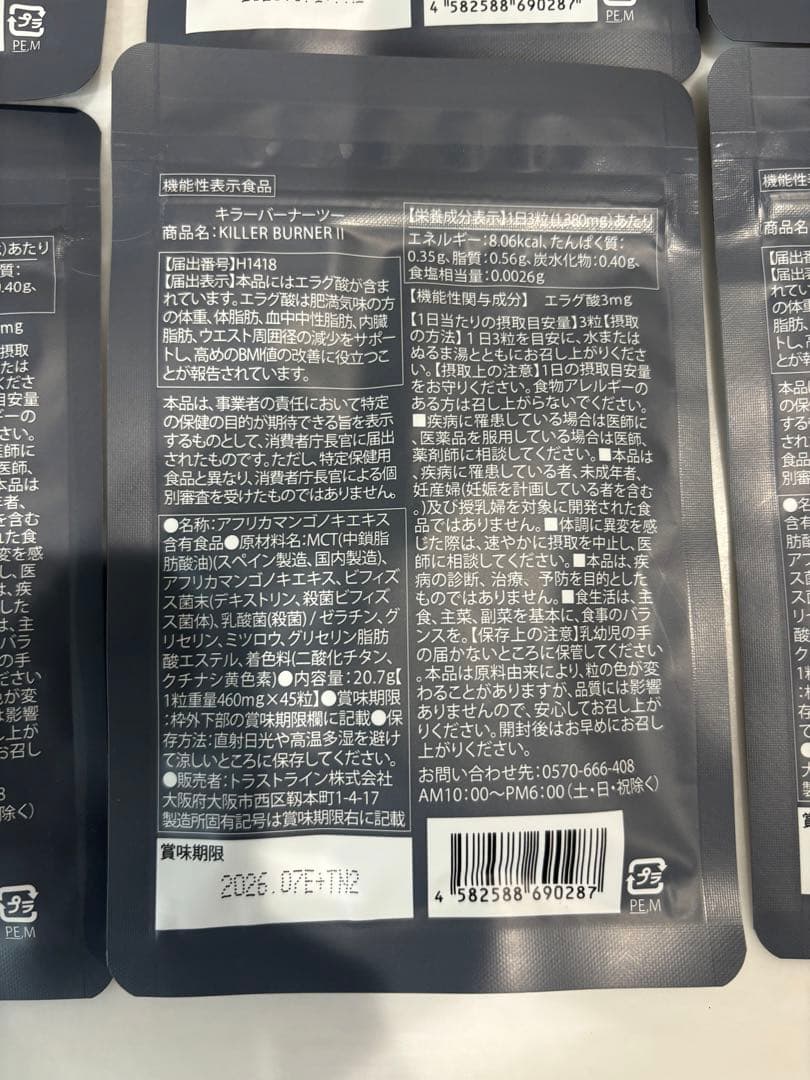 PE,M
4 582588 690287
PE,M
機能性表示食品
キラーバーナーツー
商品名:KILLER BURNER II
【届出番号】H1418
【届出表示】本品にはエラグ酸が含ま
れています。エラグ酸は肥満気味の方
の体重、体脂肪、血中中性脂肪、内臓
脂肪、ウエスト周囲径の減少をサポー
トし、高めのBMI値の改善に役立つこ
とが報告されています。
本品は、事業者の責任において特定
の保健の目的が期待できる旨を表示
するものとして、消費者庁長官に届出
されたものです。ただし、特定保健用
食品と異なり、消費者庁長官による個
別審査を受けたものではありません。
●名称:アフリカマンゴノキエキス
含有食品●原材料名:MCT(中鎖脂
肪酸油)(スペイン製造、国内製造)、
アフリカマンゴノキエキス、ビフィズ
ス菌末(デキストリン、殺菌ビフィズ
ス菌体)、乳酸菌(殺菌) / ゼラチン、グ
リセリン、ミツロウ、グリセリン脂肪
酸エステル、着色料(二酸化チタン、
クチナシ黄色素)●内容量:20.7g【
1粒重量460mg×45粒】●賞味期限
:枠外下部の賞味期限欄に記載●保
存方法:直射日光や高温多湿を避け
て涼しいところに保存してください。
●販売者:トラストライン株式会社
大阪府大阪市西区靱本町1-4-17
製造所固有記号は賞味期限右に記載
賞味期限
2026.07E+TN2
【栄養成分表示】1日3粒(1,380mg)あたり
エネルギー:8.06kcal、たんぱく質:
0.35g、脂質:0.56g、炭水化物:0.40g、
食塩相当量:0.0026g
【機能性関与成分】 エラグ酸3mg
【1日当たりの摂取目安量】3粒【摂取
の方法】1日3粒を目安に、水または
ぬるま湯とともにお召し上がりくださ
い。【摂取上の注意】1日の摂取目安量
をお守りください。食物アレルギーの
ある方は召し上がらないでください。
■疾病に罹患している場合は医師に
、医薬品を服用している場合は医師、
薬剤師に相談してください。■本品は
、疾病に罹患している者、未成年者、
妊産婦(妊娠を計画している者を含む
。)及び授乳婦を対象に開発された食
品ではありません。■体調に異変を感
じた際は、速やかに摂取を中止し、医
師に相談してください。■本品は、疾
病の診断、治療、予防を目的とした
ものではありません。■食生活は、主
食、主菜、副菜を基本に、食事のバラ
ンスを。【保存上の注意】乳幼児の手
の届かないところに保管してください
。本品は原料由来により、粒の色が変
わることがありますが、品質には影響
ありませんので、安心してお召し上が
りください。開封後はお早めにお召し
上がりください。
お問い合わせ先:0570-666-408
AM10:00〜PM6:00(土・日・祝除く)
4 582588 690287
プラ
PE,M
プラ
PE,M